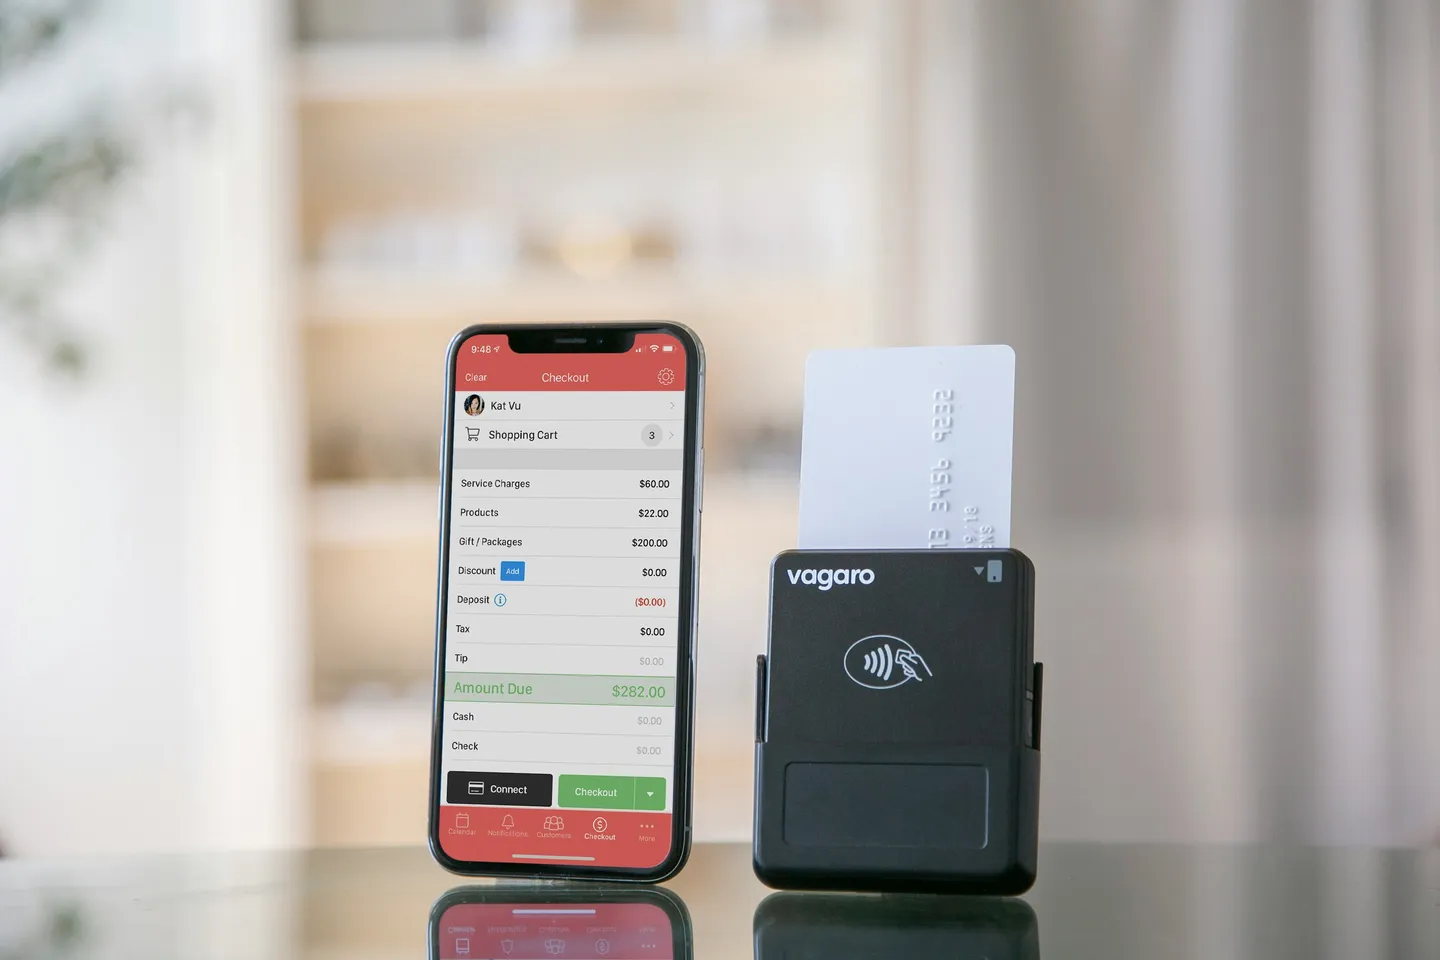 9:48
Clear Checkout
Kat Vu
Shopping Cart 3
Service Charges $60.00
Products $22.00
Gift / Packages $200.00
Discount Add $0.00
Deposit i ($0.00)
Tax $0.00
Tip $0.00
Amount Due $282.00
Cash $0.00
Check $0.00
Connect Checkout
Calendar Notifications Customers Checkout More
vagaro